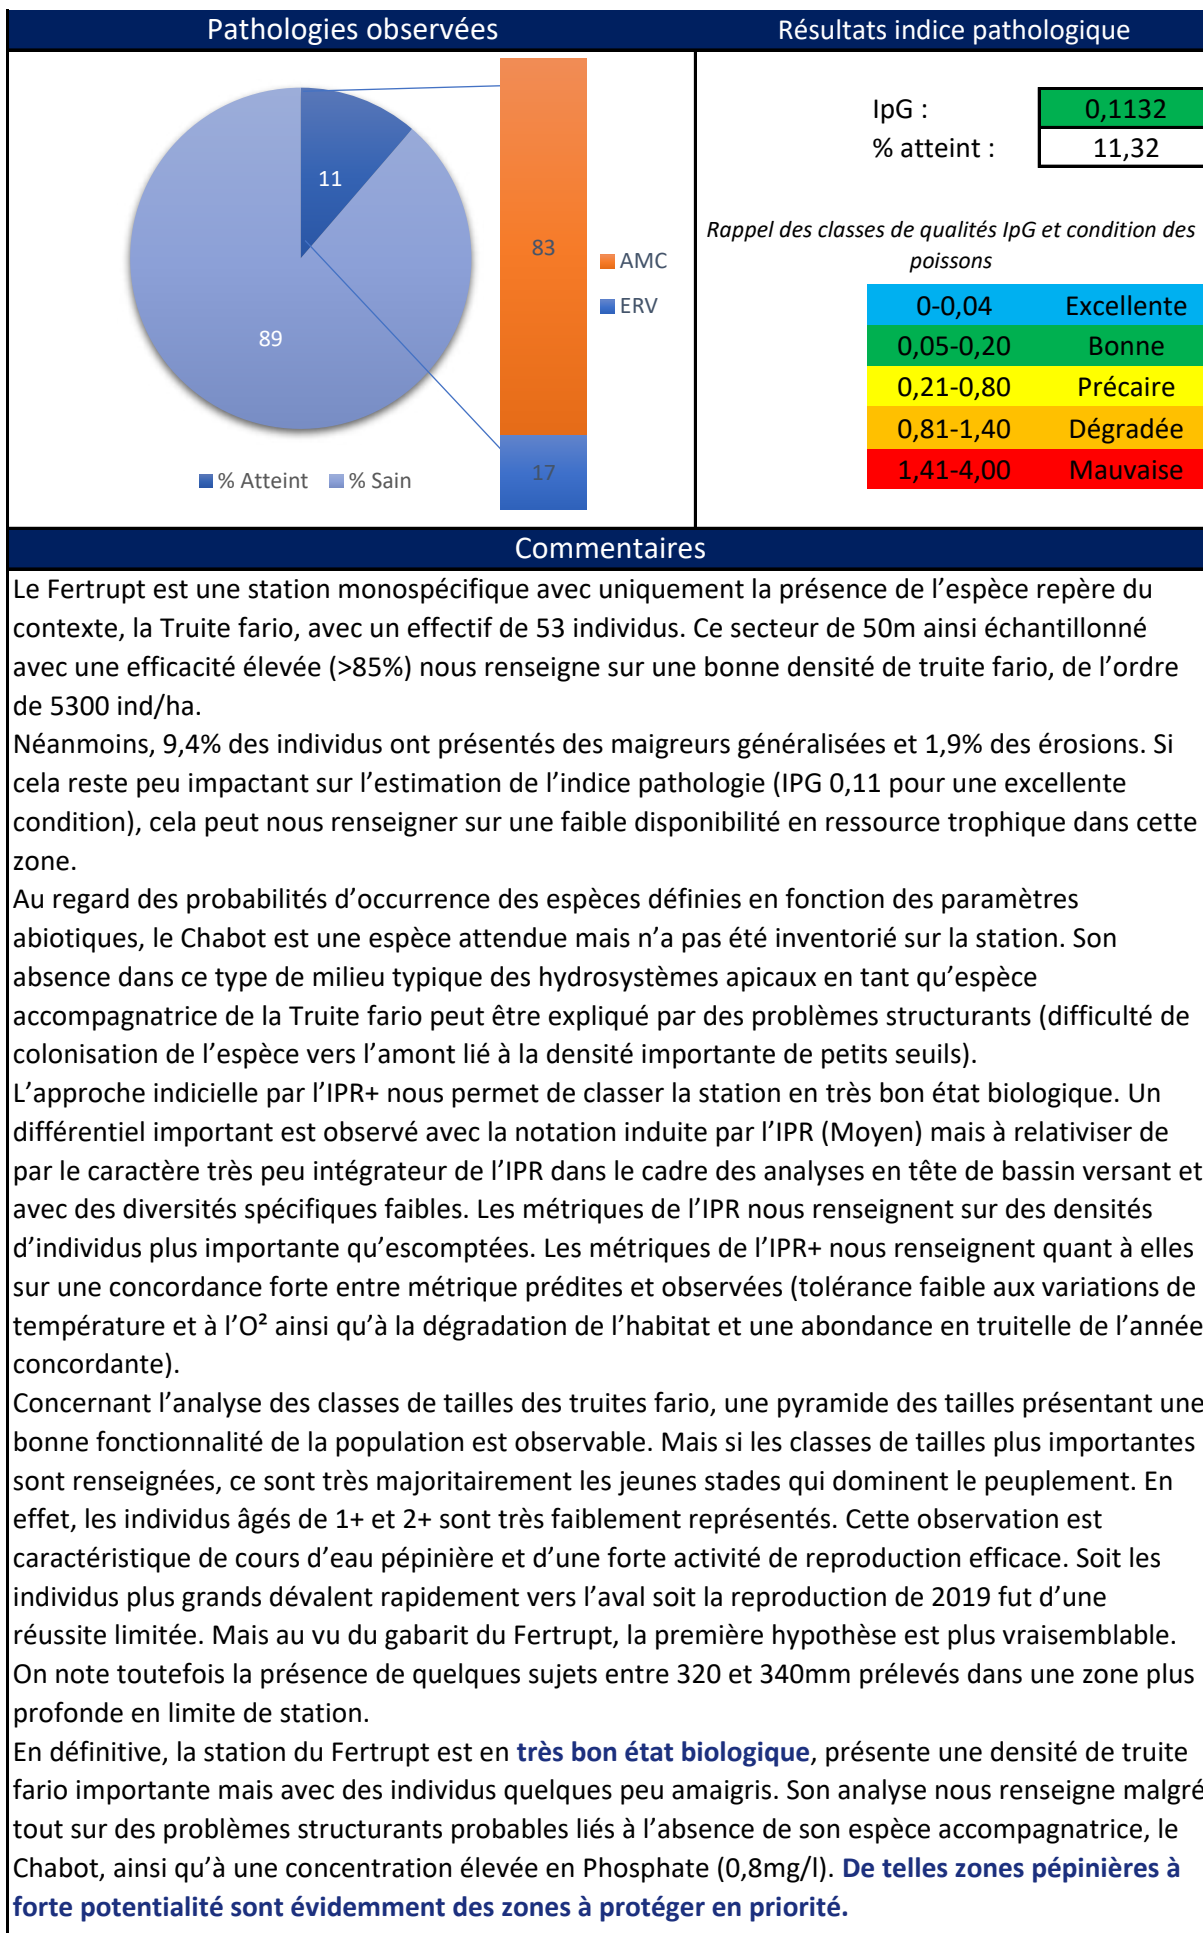 Pathologies observées
Résultats indice pathologique
11
89
83
17
AMC
ERV
% Atteint % Sain
IpG : 0,1132
% atteint : 11,32
Rappel des classes de qualités IpG et condition des
poissons
0-0,04 Excellente
0,05-0,20 Bonne
0,21-0,80 Précaire
0,81-1,40 Dégradée
1,41-4,00 Mauvaise
Commentaires
Le Fertrupt est une station monospécifique avec uniquement la présence de l’espèce repère du
contexte, la Truite fario, avec un effectif de 53 individus. Ce secteur de 50m ainsi échantillonné
avec une efficacité élevée (>85%) nous renseigne sur une bonne densité de truite fario, de l’ordre
de 5300 ind/ha.
Néanmoins, 9,4% des individus ont présentés des maigreurs généralisées et 1,9% des érosions. Si
cela reste peu impactant sur l’estimation de l’indice pathologie (IPG 0,11 pour une excellente
condition), cela peut nous renseigner sur une faible disponibilité en ressource trophique dans cette
zone.
Au regard des probabilités d’occurrence des espèces définies en fonction des paramètres
abiotiques, le Chabot est une espèce attendue mais n’a pas été inventorié sur la station. Son
absence dans ce type de milieu typique des hydrosystèmes apicaux en tant qu’espèce
accompagnatrice de la Truite fario peut être expliqué par des problèmes structurants (difficulté de
colonisation de l’espèce vers l’amont lié à la densité importante de petits seuils).
L’approche indicielle par l’IPR+ nous permet de classer la station en très bon état biologique. Un
différentiel important est observé avec la notation induite par l’IPR (Moyen) mais à relativiser de
par le caractère très peu intégrateur de l’IPR dans le cadre des analyses en tête de bassin versant et
avec des diversités spécifiques faibles. Les métriques de l’IPR nous renseignent sur des densités
d’individus plus importante qu’escomptées. Les métriques de l’IPR+ nous renseignent quant à elles
sur une concordance forte entre métrique prédites et observées (tolérance faible aux variations de
température et à l’O² ainsi qu’à la dégradation de l’habitat et une abondance en truitelle de l’année
concordante).
Concernant l’analyse des classes de tailles des truites fario, une pyramide des tailles présentant une
bonne fonctionnalité de la population est observable. Mais si les classes de tailles plus importantes
sont renseignées, ce sont très majoritairement les jeunes stades qui dominent le peuplement. En
effet, les individus âgés de 1+ et 2+ sont très faiblement représentés. Cette observation est
caractéristique de cours d’eau pépinière et d’une forte activité de reproduction efficace. Soit les
individus plus grands dévalent rapidement vers l’aval soit la reproduction de 2019 fut d’une
réussite limitée. Mais au vu du gabarit du Fertrupt, la première hypothèse est plus vraisemblable.
On note toutefois la présence de quelques sujets entre 320 et 340mm prélevés dans une zone plus
profonde en limite de station.
En définitive, la station du Fertrupt est en très bon état biologique, présente une densité de truite
fario importante mais avec des individus quelques peu amaigris. Son analyse nous renseigne malgré
tout sur des problèmes structurants probables liés à l’absence de son espèce accompagnatrice, le
Chabot, ainsi qu’à une concentration élevée en Phosphate (0,8mg/l). De telles zones pépinières à
forte potentialité sont évidemment des zones à protéger en priorité.